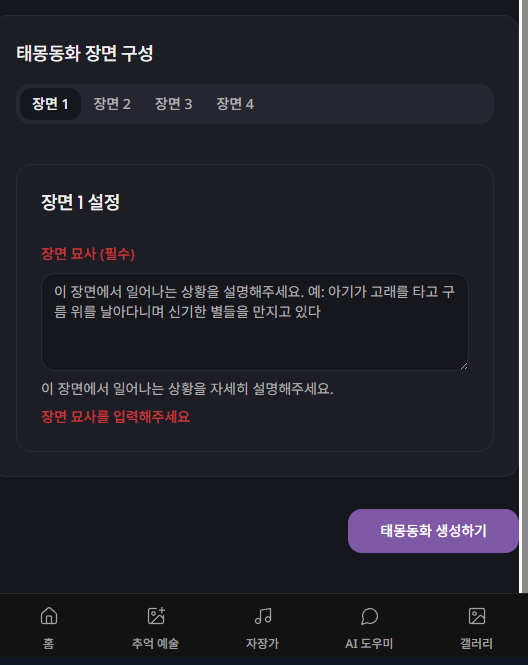 태몽동화 장면 구성
장면 1 장면 2 장면 3 장면 4
장면 1 설정
장면 묘사 (필수)
이 장면에서 일어나는 상황을 설명해주세요. 예: 아기가 고래를 타고 구
름 위를 날아다니며 신기한 별들을 만지고 있다
이 장면에서 일어나는 상황을 자세히 설명해주세요.
장면 묘사를 입력해주세요
태몽동화 생성하기
홈 추억 예술 자장가 AI 도우미 갤러리